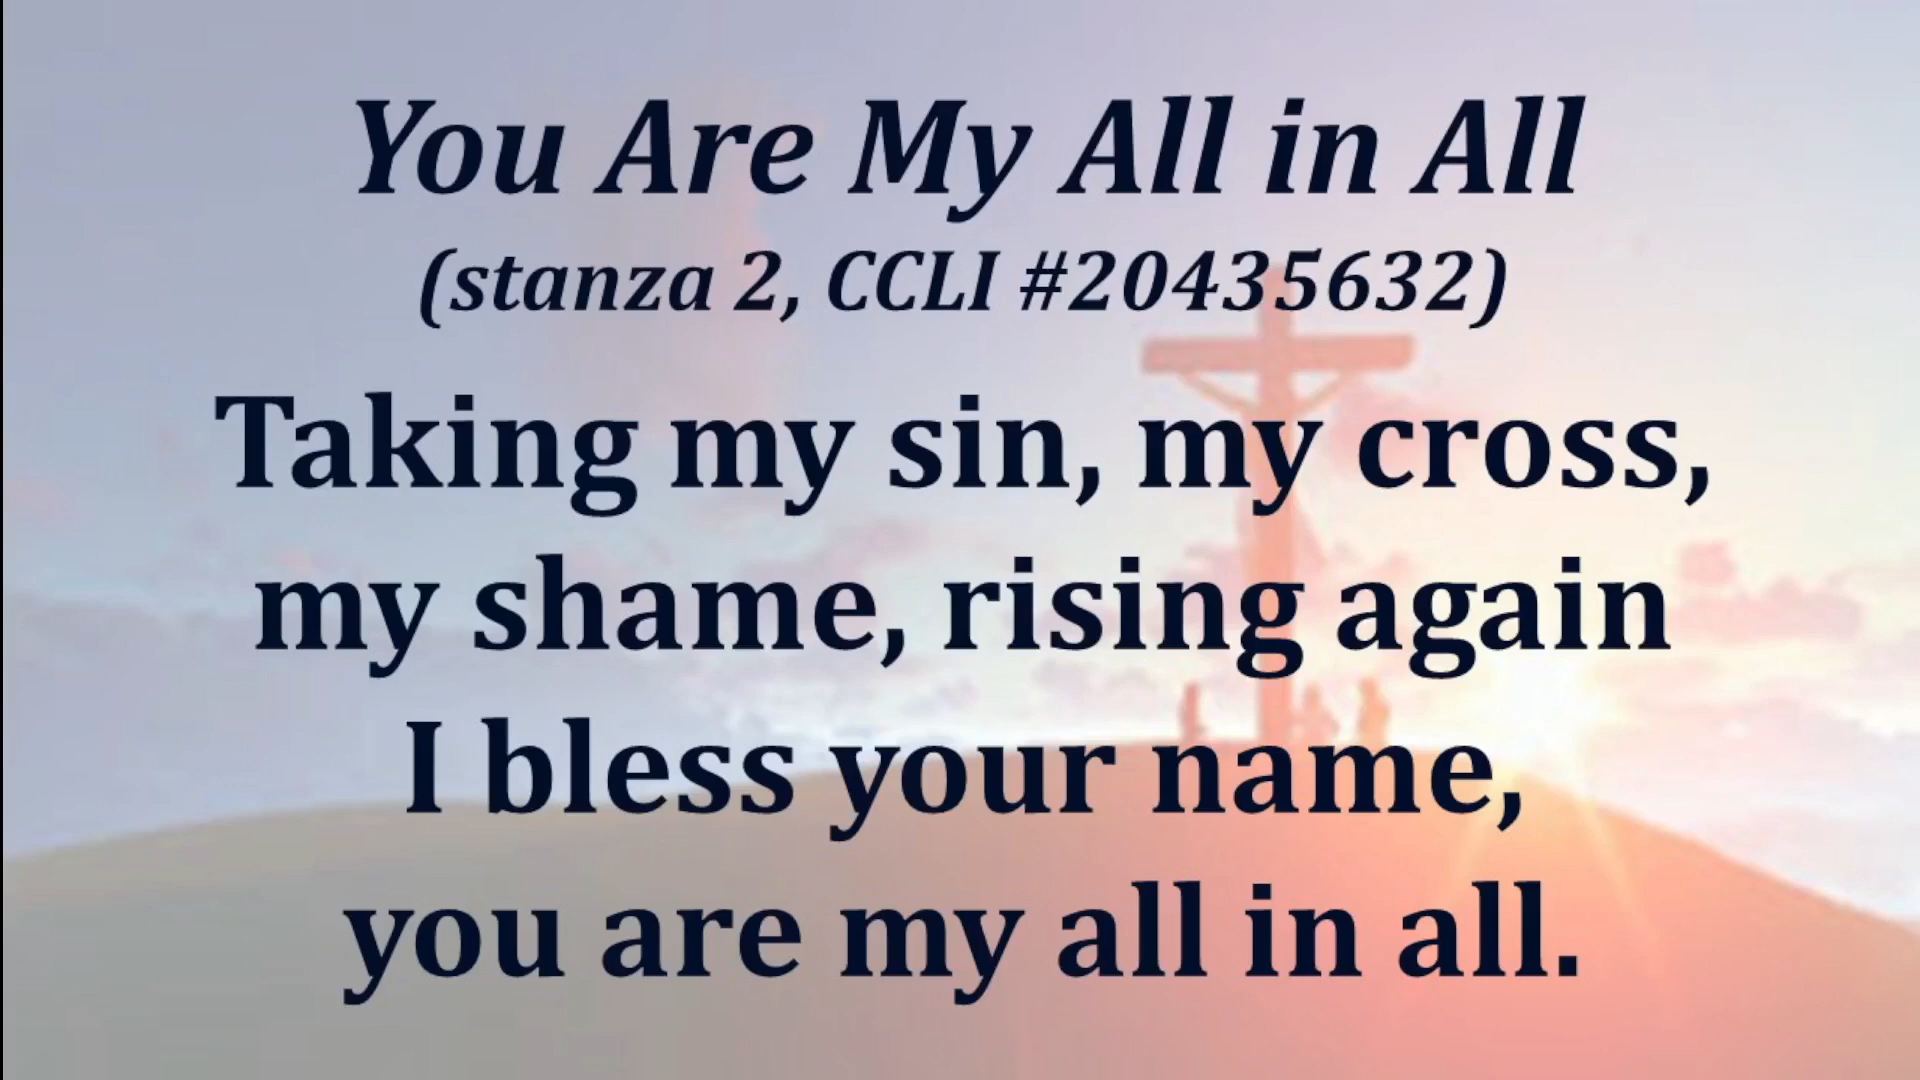 You Are My All in All
(stanza 2, CCLI #20435632)
Taking my sin, my cross,
my shame, rising again
I bless your name,
you are my all in all.